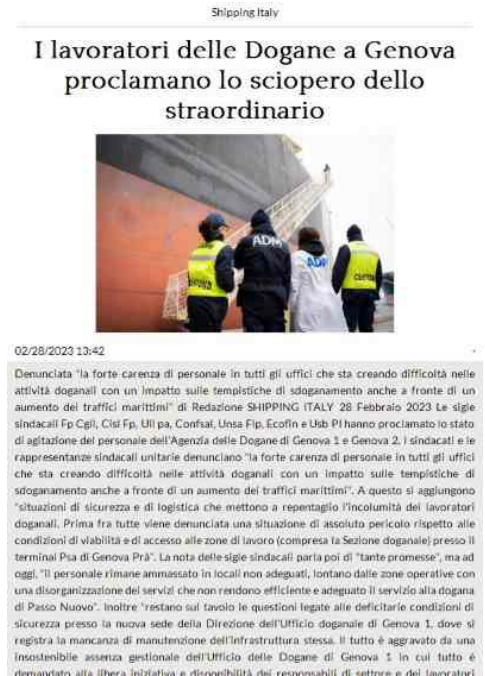 Shipping Italy
I lavoratori delle Dogane a Genova
proclamano lo sciopero dello
straordinario
ADM
ADM
02/28/2023 13:42
Denunciata "la forte carenza di personale in tutti gli uffici che sta creando difficoltà nelle
attività doganali con un impatto sulle tempistiche di sdoganamento anche a fronte di un
aumento dei traffici marittimi" di Redazione SHIPPING ITALY 28 Febbraio 2023 Le sigle
sindacali Fp Cgil, Cisl Fp, Uil pa, Confsal, Unsa Flp, Ecofin e Usb PI hanno proclamato lo stato
di agitazione del personale dell'Agenzia delle Dogane di Genova 1 e Genova 2. i sindacati e le
rappresentanze sindacali unitarie denunciano "la forte carenza di personale in tutti gli uffici
che sta creando difficoltà nelle attività doganali con un impatto sulle tempistiche di
sdoganamento anche a fronte di un aumento dei traffici marittimi". A questo si aggiungono
"situazioni di sicurezza e di logistica che mettono a repentaglio l'incolumità dei lavoratori
doganali. Prima fra tutte viene denunciata una situazione di assoluto pericolo rispetto alle
condizioni di viabilità e di accesso alle zone di lavoro (compresa la Sezione doganale) presso il
terminal Psa di Genova Prà". La nota delle sigle sindacali parla poi di "tante promesse", ma ad
oggi, "il personale rimane ammassato in locali non adeguati, lontano dalle zone operative con
una disorganizzazione dei servizi che non rendono efficiente e adeguato il servizio alla dogana
di Passo Nuovo". Inoltre "restano sul tavolo le questioni legate alle deficitarie condizioni di
sicurezza presso la nuova sede della Direzione dell'Ufficio doganale di Genova 1, dove si
registra la mancanza di manutenzione dell'infrastruttura stessa. Il tutto è aggravato da una
insostenibile assenza gestionale dell'Ufficio delle Dogane di Genova 1 in cui tutto è
demandato alla libera iniziativa e disponibilità dei responsabili di settore e dei lavoratori